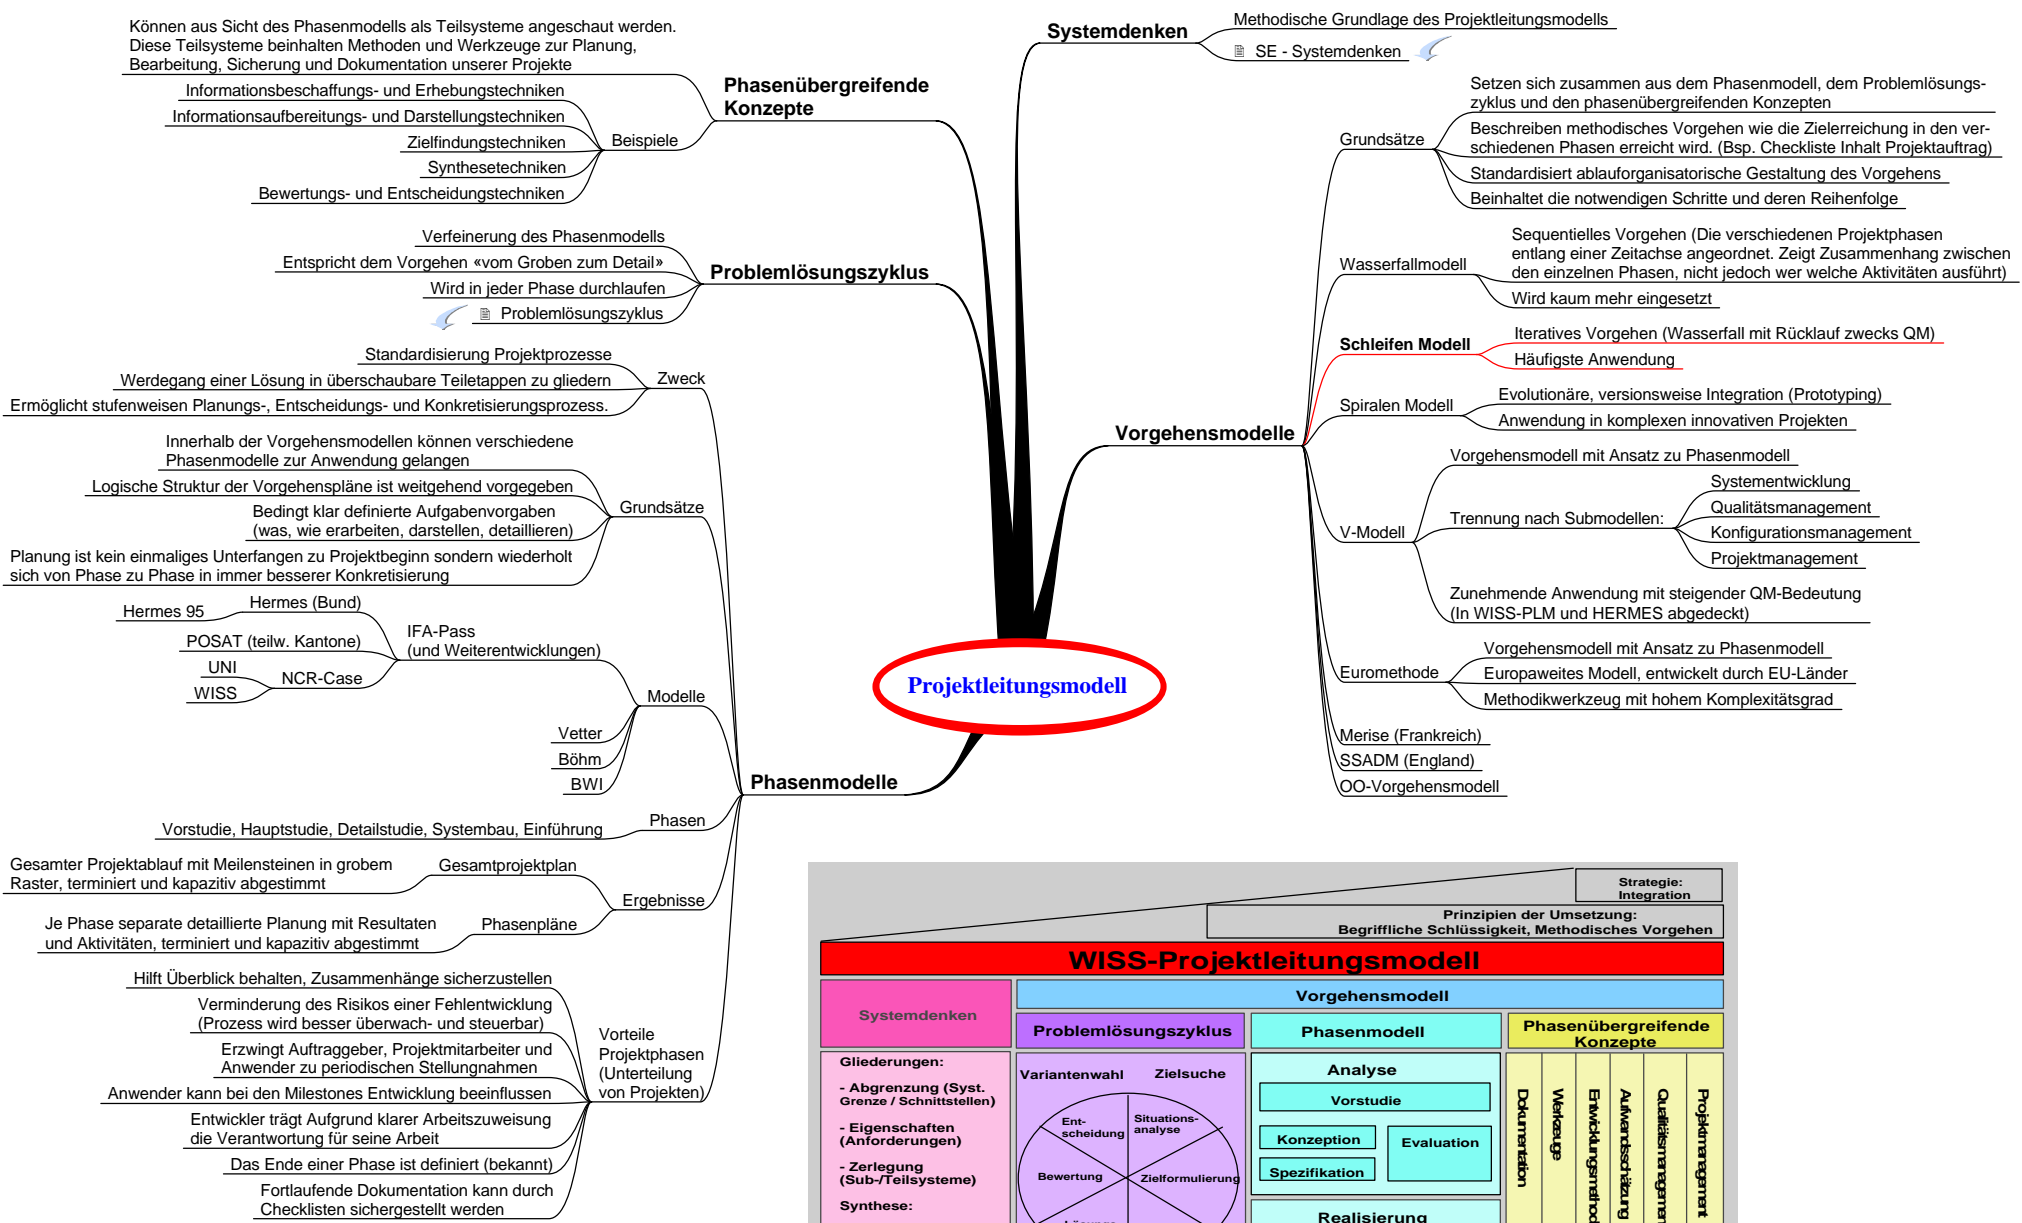 Projektleitungsmodell
Systemdenken
Methodische Grundlage des Projektleitungsmodells
SE - Systemdenken
Vorgehensmodelle
Grundsätze
Setzen sich zusammen aus dem Phasenmodell, dem Problemlösungs-
zyklus und den phasenübergreifenden Konzepten
Beschreiben methodisches Vorgehen wie die Zielerreichung in den ver-
schiedenen Phasen erreicht wird. (Bsp. Checkliste Inhalt Projektauftrag)
Standardisiert ablauforganisatorische Gestaltung des Vorgehens
Beinhaltet die notwendigen Schritte und deren Reihenfolge
Wasserfallmodell
Sequentielles Vorgehen (Die verschiedenen Projektphasen
entlang einer Zeitachse angeordnet. Zeigt Zusammenhang zwischen
den einzelnen Phasen, nicht jedoch wer welche Aktivitäten ausführt)
Wird kaum mehr eingesetzt
Schleifen Modell
Iteratives Vorgehen (Wasserfall mit Rücklauf zwecks QM)
Häufigste Anwendung
Spiralen Modell
Evolutionäre, versionsweise Integration (Prototyping)
Anwendung in komplexen innovativen Projekten
V-Modell
Vorgehensmodell mit Ansatz zu Phasenmodell
Trennung nach Submodellen:
Systementwicklung
Qualitätsmanagement
Konfigurationsmanagement
Projektmanagement
Zunehmende Anwendung mit steigender QM-Bedeutung
(In WISS-PLM und HERMES abgedeckt)
Euromethode
Vorgehensmodell mit Ansatz zu Phasenmodell
Europaweites Modell, entwickelt durch EU-Länder
Methodikwerkzeug mit hohem Komplexitätsgrad
Merise (Frankreich)
SSADM (England)
OO-Vorgehensmodell
Phasenübergreifende
Konzepte
Können aus Sicht des Phasenmodells als Teilsysteme angeschaut werden.
Diese Teilsysteme beinhalten Methoden und Werkzeuge zur Planung,
Bearbeitung, Sicherung und Dokumentation unserer Projekte
Beispiele
Informationsbeschaffungs- und Erhebungstechniken
Informationsaufbereitungs- und Darstellungstechniken
Zielfindungstechniken
Synthesetechniken
Bewertungs- und Entscheidungstechniken
Problemlösungszyklus
Verfeinerung des Phasenmodells
Entspricht dem Vorgehen «vom Groben zum Detail»
Wird in jeder Phase durchlaufen
Problemlösungszyklus
Phasenmodelle
Zweck
Standardisierung Projektprozesse
Werdegang einer Lösung in überschaubare Teiletappen zu gliedern
Ermöglicht stufenweisen Planungs-, Entscheidungs- und Konkretisierungsprozess.
Grundsätze
Innerhalb der Vorgehensmodellen können verschiedene
Phasenmodelle zur Anwendung gelangen
Logische Struktur der Vorgehenspläne ist weitgehend vorgegeben
Bedingt klar definierte Aufgabenvorgaben
(was, wie erarbeiten, darstellen, detaillieren)
Planung ist kein einmaliges Unterfangen zu Projektbeginn sondern wiederholt
sich von Phase zu Phase in immer besserer Konkretisierung
Modelle
IFA-Pass
(und Weiterentwicklungen)
Hermes (Bund)
Hermes 95
POSAT (teilw. Kantone)
NCR-Case
UNI
WISS
Vetter
Böhm
BWI
Phasen
Vorstudie, Hauptstudie, Detailstudie, Systembau, Einführung
Ergebnisse
Gesamtprojektplan
Gesamter Projektablauf mit Meilensteinen in grobem
Raster, terminiert und kapazitiv abgestimmt
Phasenpläne
Je Phase separate detaillierte Planung mit Resultaten
und Aktivitäten, terminiert und kapazitiv abgestimmt
Vorteile
Projektphasen
(Unterteilung
von Projekten)
Hilft Überblick behalten, Zusammenhänge sicherzustellen
Verminderung des Risikos einer Fehlentwicklung
(Prozess wird besser überwach- und steuerbar)
Erzwingt Auftraggeber, Projektmitarbeiter und
Anwender zu periodischen Stellungnahmen
Anwender kann bei den Milestones Entwicklung beeinflussen
Entwickler trägt Aufgrund klarer Arbeitszuweisung
die Verantwortung für seine Arbeit
Das Ende einer Phase ist definiert (bekannt)
Fortlaufende Dokumentation kann durch
Checklisten sichergestellt werden
Strategie:
Integration
Prinzipien der Umsetzung:
Begriffliche Schlüssigkeit, Methodisches Vorgehen
WISS-Projektleitungsmodell
Systemdenken
Vorgehensmodell
Problemlösungszyklus
Phasenmodell
Phasenübergreifende
Konzepte
Gliederungen:
- Abgrenzung (Syst.
Grenze / Schnittstellen)
- Eigenschaften
(Anforderungen)
- Zerlegung
(Sub-/Teilsysteme)
Synthese:
Variantenwahl
Zielsuche
Ent-
scheidung
Situations-
analyse
Bewertung
Zielformulierung
Analyse
Vorstudie
Konzeption
Evaluation
Spezifikation
Realisierung
Dokumentation
Werkzeuge
Aufwandsschätzung
Projektmanagement